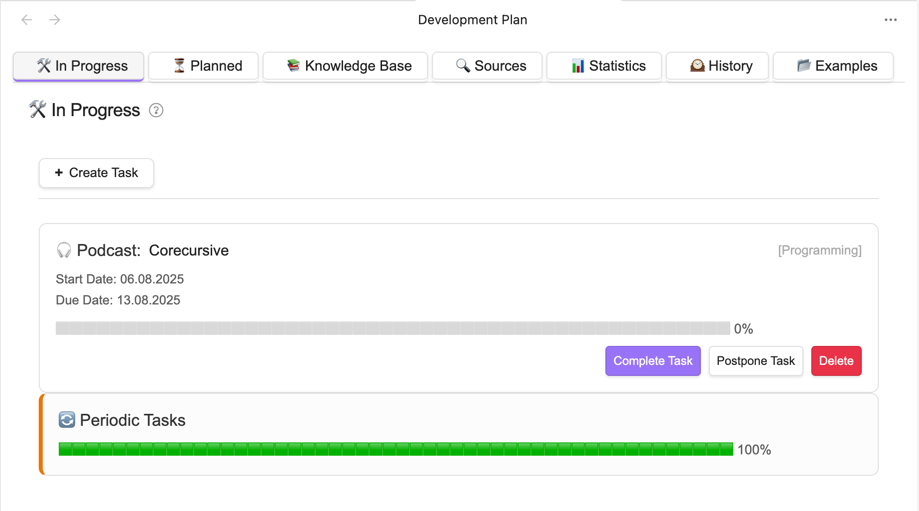 Development Plan
In Progress
Planned
Knowledge Base
Sources
Statistics
History
Examples
In Progress ?
+ Create Task
Podcast: Corecursive
[Programming]
Start Date: 06.08.2025
Due Date: 13.08.2025
0%
Complete Task
Postpone Task
Delete
Periodic Tasks
100%